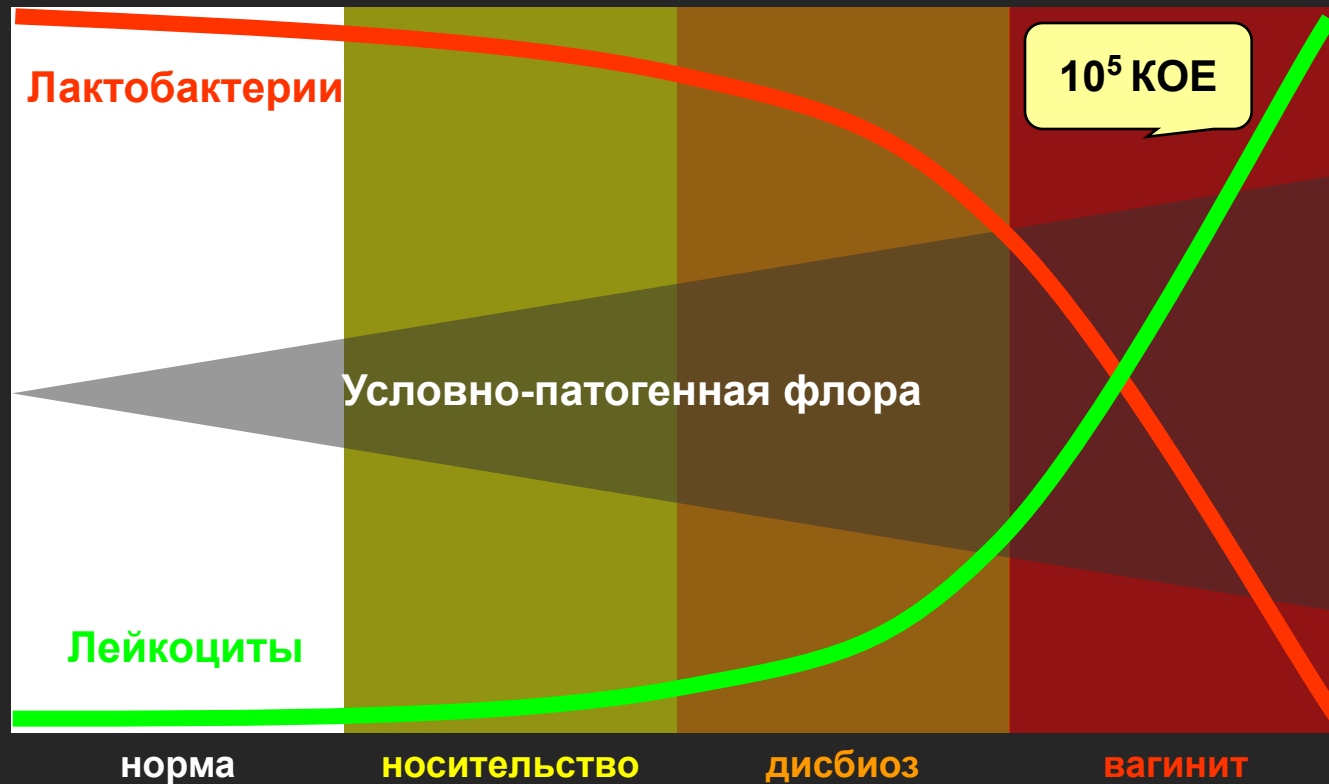 Лактобактерии
10⁵ КОЕ
Условно-патогенная флора
Лейкоциты
норма
носительство
дисбиоз
вагинит